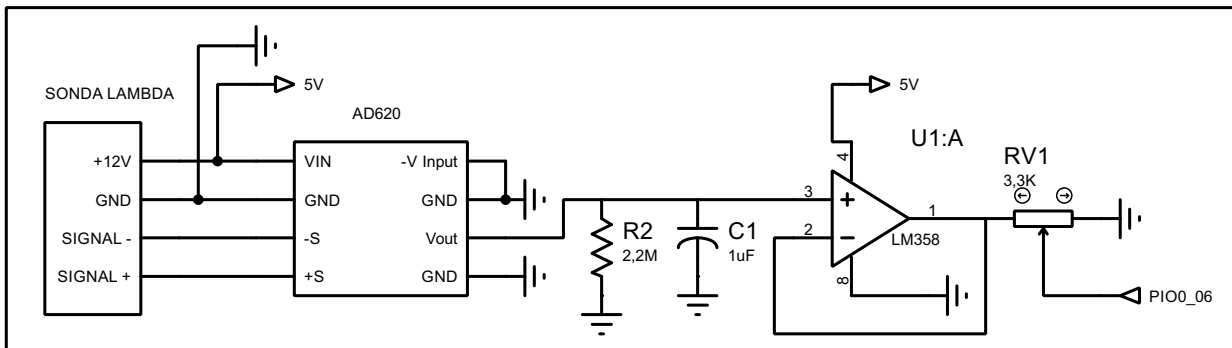 SONDA LAMBDA
+12V
GND
SIGNAL -
SIGNAL +
5V
AD620
VIN
GND
-S
+S
-V Input
GND
Vout
GND
R2
2,2M
C1
1uF
5V
U1:A
3
2
1
4
8
LM358
RV1
3,3K
PIO0_06